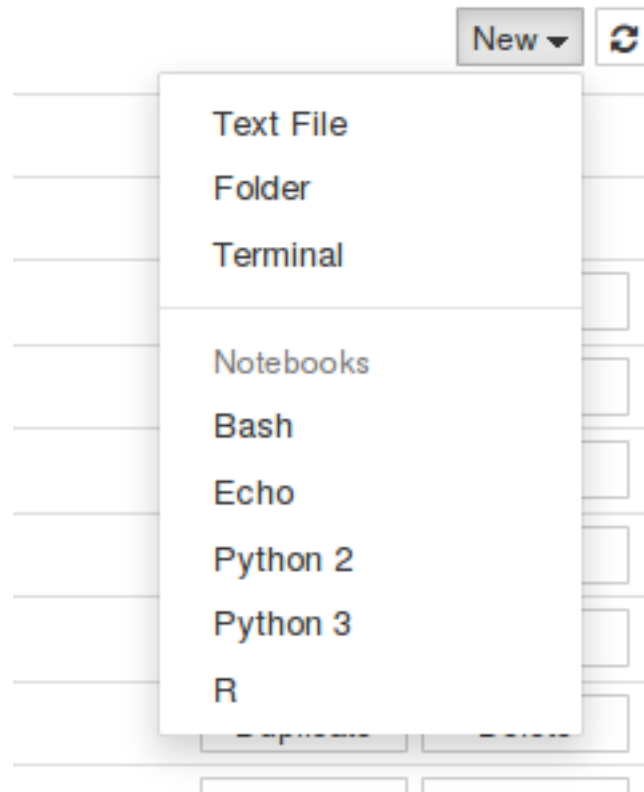 New
Text File
Folder
Terminal
Notebooks
Bash
Echo
Python 2
Python 3
R